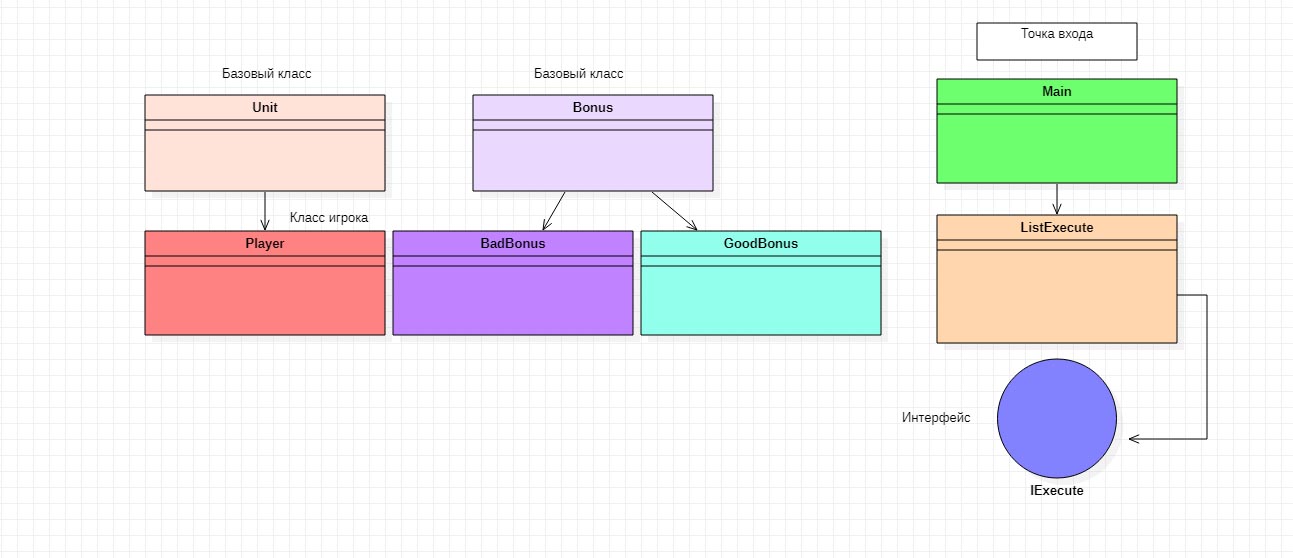 Точка входа
Базовый класс
Базовый класс
Main
Unit
Bonus
Класс игрока
ListExecute
Player
BadBonus
GoodBonus
Интерфейс
IExecute